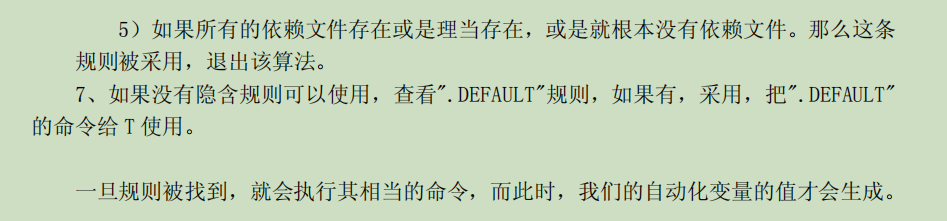 5）如果所有的依赖文件存在或是理当存在，或是就根本没有依赖文件。那么这条
规则被采用，退出该算法。
7、如果没有隐含规则可以使用，查看".DEFAULT"规则，如果有，采用，把".DEFAULT"
的命令给 T 使用。
一旦规则被找到，就会执行其相当的命令，而此时，我们的自动化变量的值才会生成。